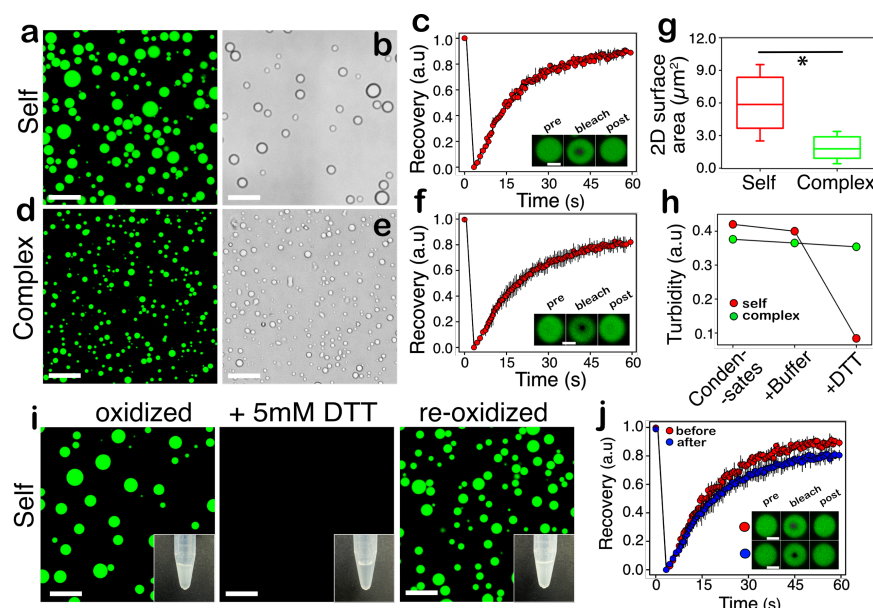 a
b
Self
d
e
Complex
c
Recovery (a.u)
1.0
0.8
0.6
0.4
0.2
0.0
pre
bleach
post
0
15
30
45
60
Time (s)
f
Recovery (a.u)
1.0
0.8
0.6
0.4
0.2
0.0
pre
bleach
post
0
15
30
45
60
Time (s)
g
2D surface
area (μm²)
12.0
9.0
6.0
3.0
0.0
*
Self
Complex
h
Turbidity (a.u)
0.4
0.3
0.2
0.1
self
complex
Conden-
-sates
+Buffer
+DTT
i
oxidized
+ 5mM DTT
re-oxidized
Self
j
Recovery (a.u)
1.0
0.8
0.6
0.4
0.2
0.0
before
after
pre
bleach
post
0
15
30
45
60
Time (s)